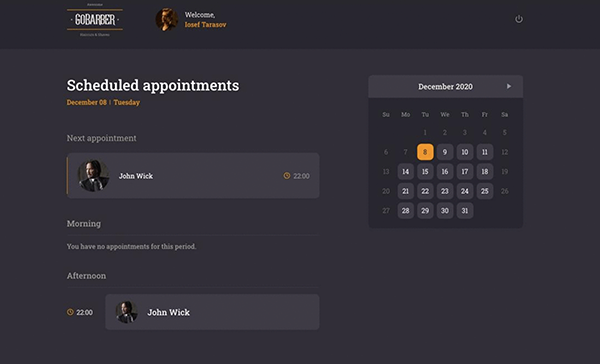 GOBARBER
Welcome,
Iosef Tarasov
Scheduled appointments
December 08 | Tuesday
Next appointment
John Wick
22:00
Morning
You have no appointments for this period.
Afternoon
22:00
John Wick
December 2020
Su Mo Tu We Th Fr Sa
1 2 3 4 5
6 7 8 9 10 11 12
13 14 15 16 17 18 19
20 21 22 23 24 25 26
27 28 29 30 31